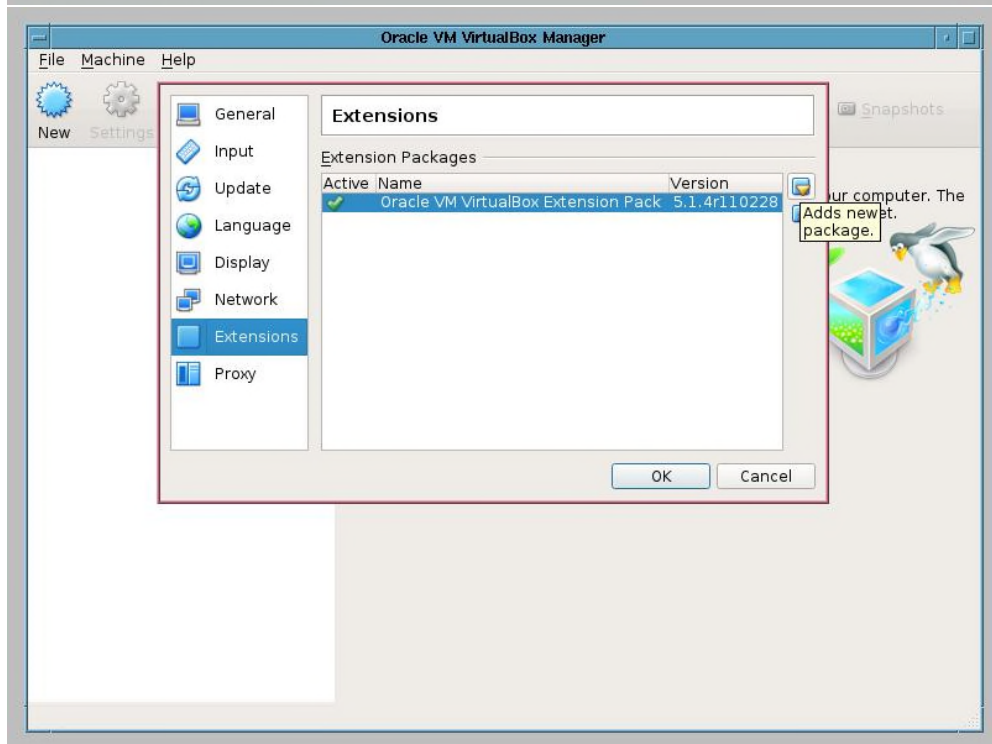 Oracle VM VirtualBox Manager
File Machine Help
New Settings
Snapshots
General
Input
Update
Language
Display
Network
Extensions
Proxy
Extensions
Extension Packages
Active Name Version
Oracle VM VirtualBox Extension Pack 5.1.4r110228
Adds new
package.
computer. The
OK Cancel